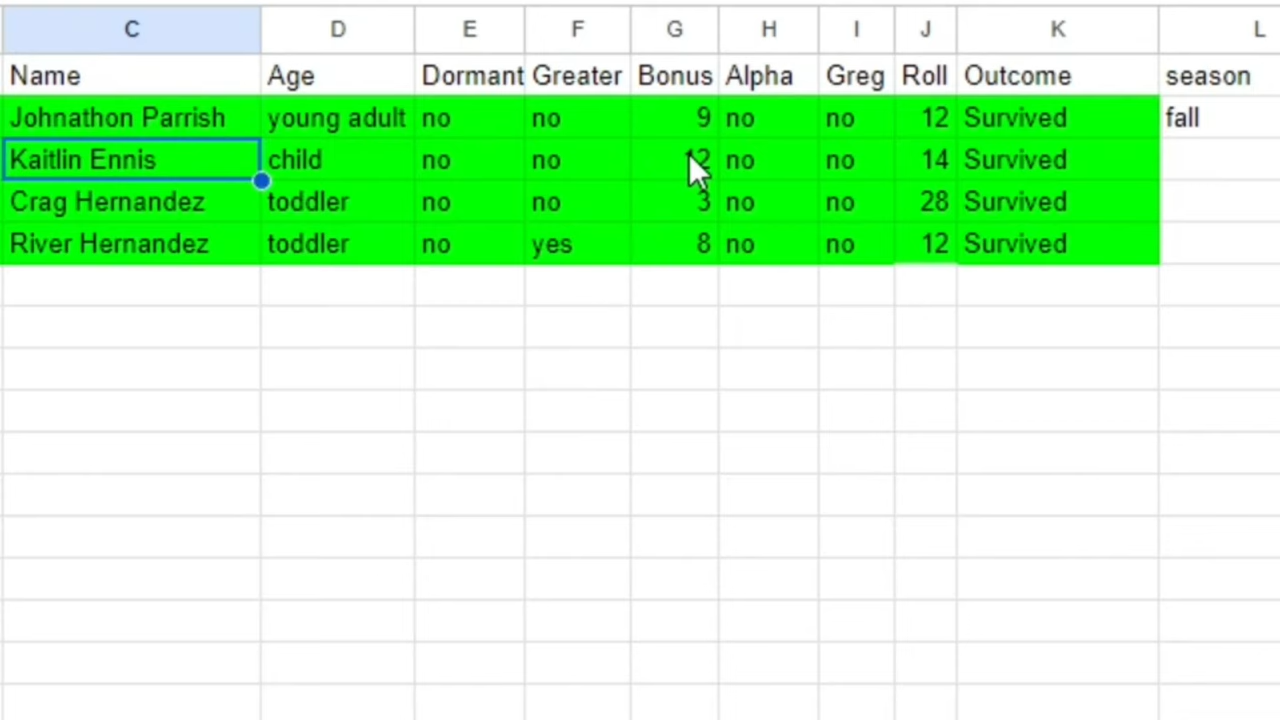 C D E F G H I J K L
Name Age Dormant Greater Bonus Alpha Greg Roll Outcome season
Johnathon Parrish young adult no no 9 no no 12 Survived fall
Kaitlin Ennis child no no 12 no no 14 Survived
Crag Hernandez toddler no no 3 no no 28 Survived
River Hernandez toddler no yes 8 no no 12 Survived